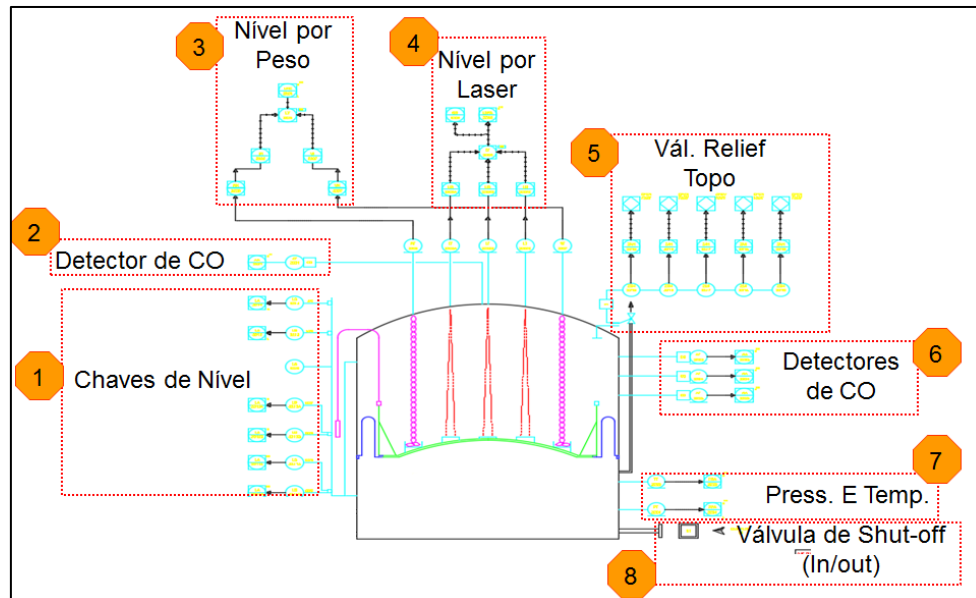 3
Nível por
Peso
4
Nível por
Laser
5
Vál. Relief
Topo
2
Detector de CO
1
Chaves de Nível
6
Detectores
de CO
7
Press. E Temp.
8
Válvula de Shut-off
(In/out)